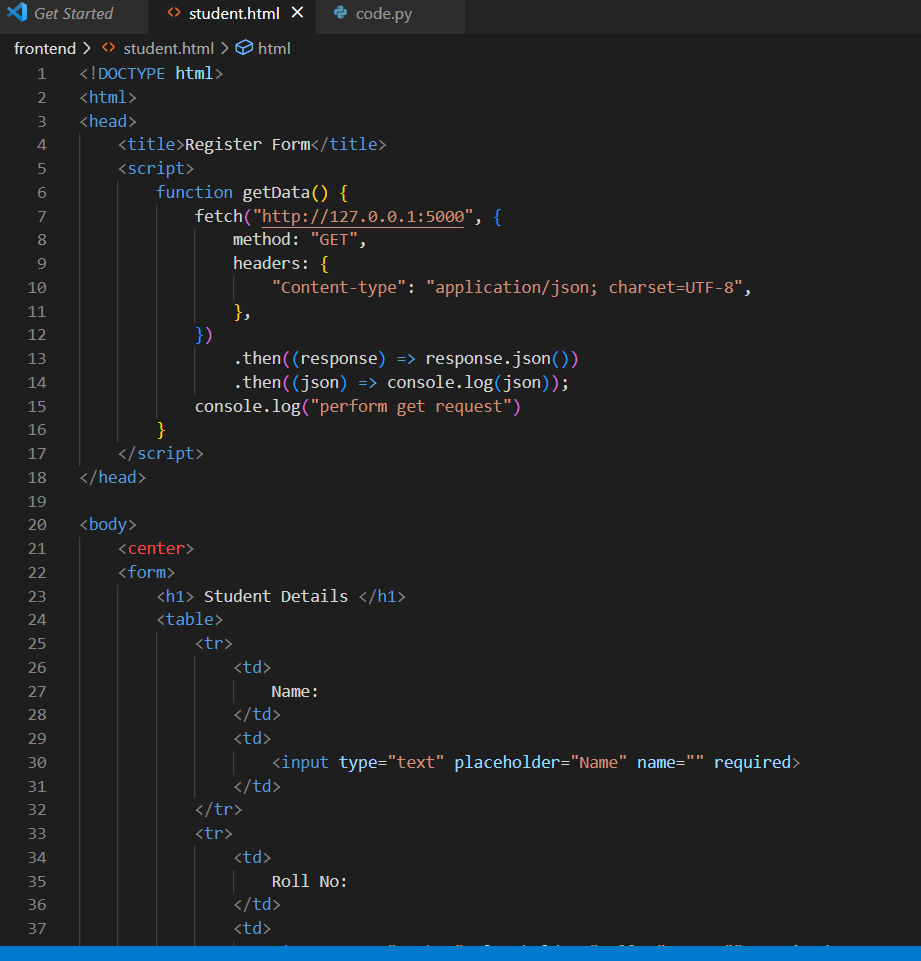 Get Started student.html code.py
frontend > student.html > html
1 <!DOCTYPE html>
2 <html>
3 <head>
4 <title>Register Form</title>
5 <script>
6 function getData() {
7 fetch("http://127.0.0.1:5000", {
8 method: "GET",
9 headers: {
10 "Content-type": "application/json; charset=UTF-8",
11 },
12 })
13 .then((response) => response.json())
14 .then((json) => console.log(json));
15 console.log("perform get request")
16 }
17 </script>
18 </head>
19
20 <body>
21 <center>
22 <form>
23 <h1> Student Details </h1>
24 <table>
25 <tr>
26 <td>
27 Name:
28 </td>
29 <td>
30 <input type="text" placeholder="Name" name="" required>
31 </td>
32 </tr>
33 <tr>
34 <td>
35 Roll No:
36 </td>
37 <td>